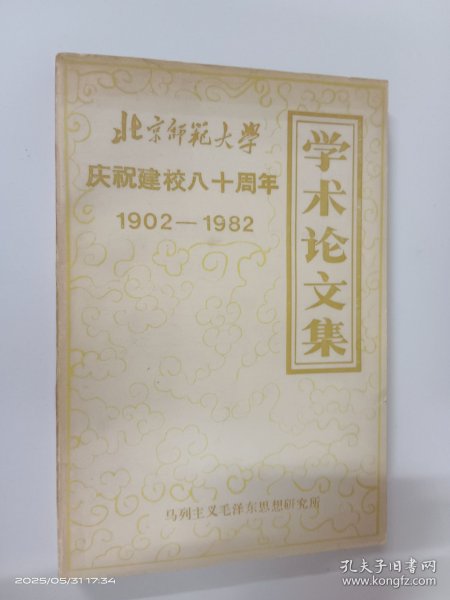 北京师范大學
庆祝建校八十周年
1902—1982
学术论文集
马列主义毛泽东思想研究所
2025/05/31 17:34
孔夫子旧书网
www.kongfz.com